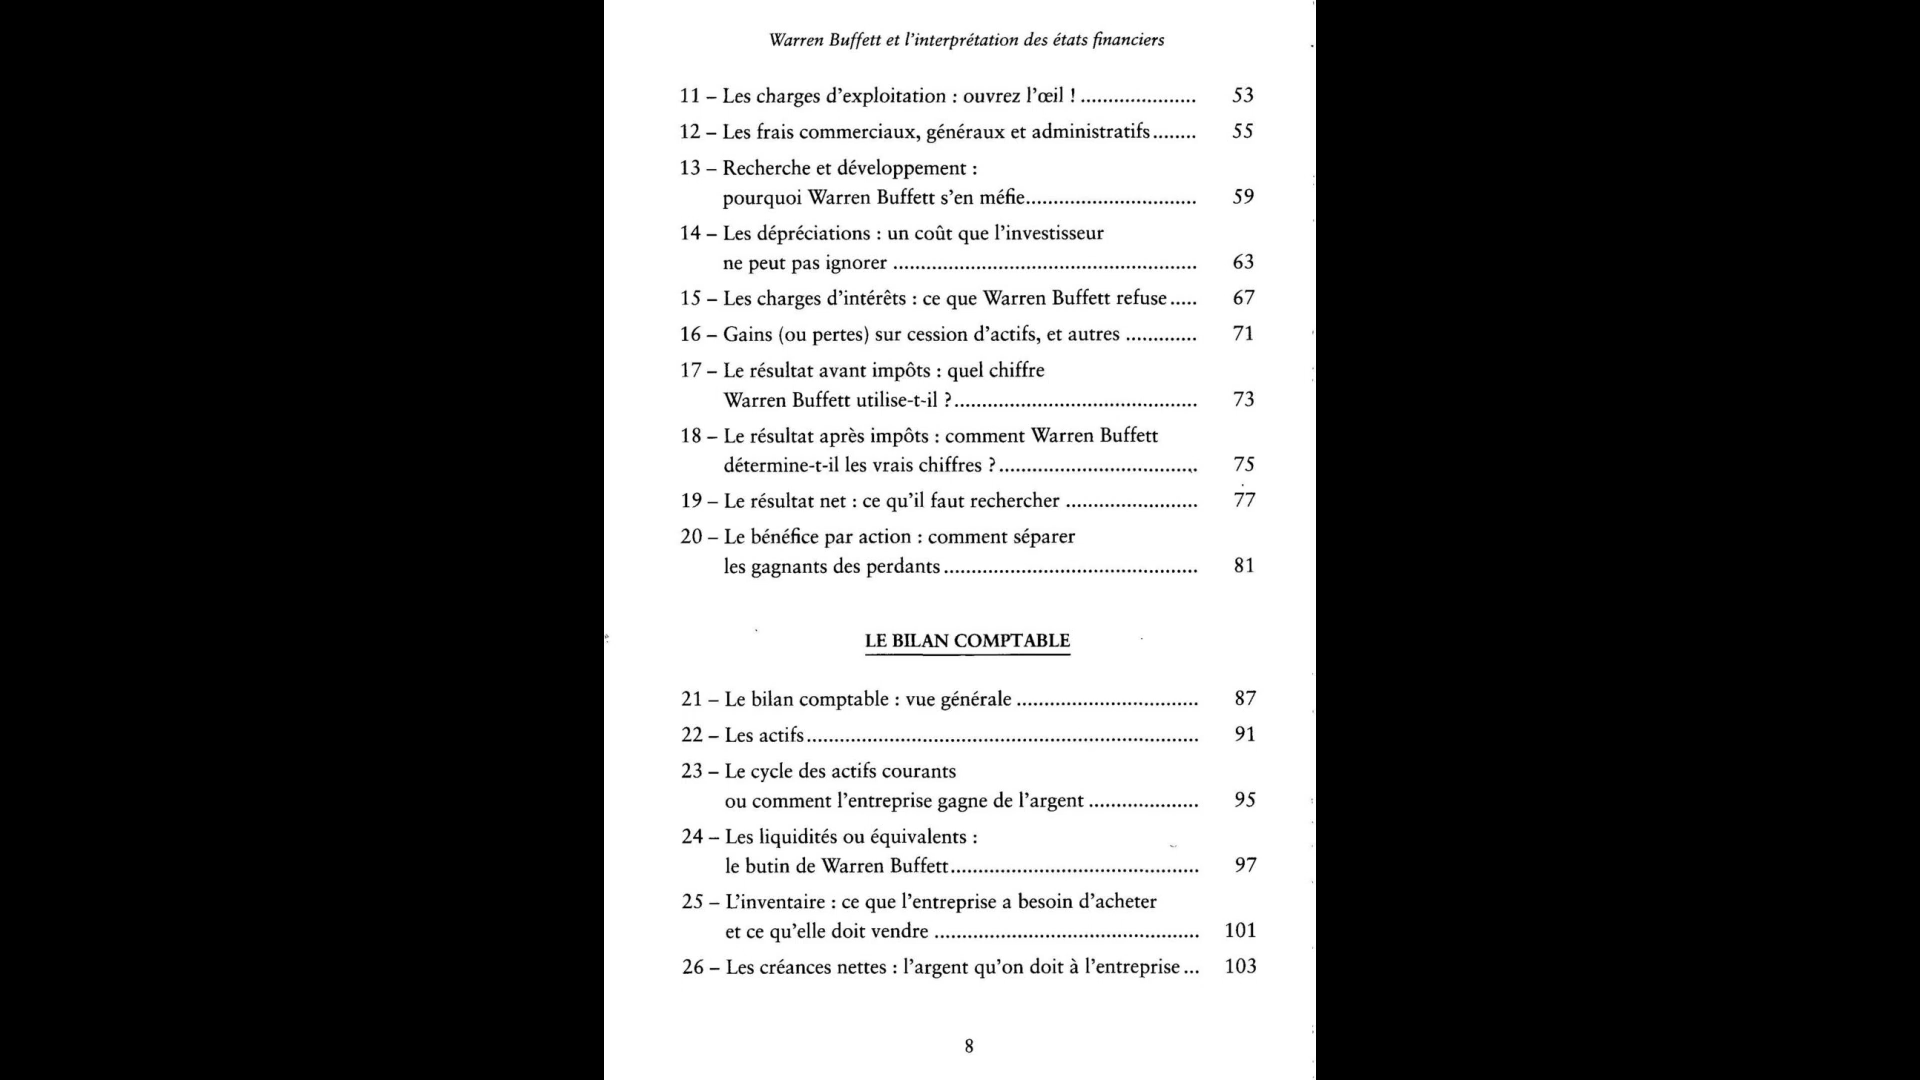 Warren Buffett et l'interprétation des états financiers
11 – Les charges d'exploitation : ouvrez l'œil ! ..................... 53
12 – Les frais commerciaux, généraux et administratifs........ 55
13 – Recherche et développement :
pourquoi Warren Buffett s'en méfie............................... 59
14 – Les dépréciations : un coût que l'investisseur
ne peut pas ignorer ....................................................... 63
15 – Les charges d'intérêts : ce que Warren Buffett refuse..... 67
16 – Gains (ou pertes) sur cession d'actifs, et autres ............. 71
17 – Le résultat avant impôts : quel chiffre
Warren Buffett utilise-t-il ?............................................ 73
18 – Le résultat après impôts : comment Warren Buffett
détermine-t-il les vrais chiffres ?.................................... 75
19 – Le résultat net : ce qu'il faut rechercher ........................ 77
20 – Le bénéfice par action : comment séparer
les gagnants des perdants.............................................. 81
LE BILAN COMPTABLE
21 – Le bilan comptable : vue générale ................................. 87
22 – Les actifs....................................................................... 91
23 – Le cycle des actifs courants
ou comment l'entreprise gagne de l'argent .................... 95
24 – Les liquidités ou équivalents :
le butin de Warren Buffett............................................. 97
25 – L'inventaire : ce que l'entreprise a besoin d'acheter
et ce qu'elle doit vendre ................................................ 101
26 – Les créances nettes : l'argent qu'on doit à l'entreprise... 103
8